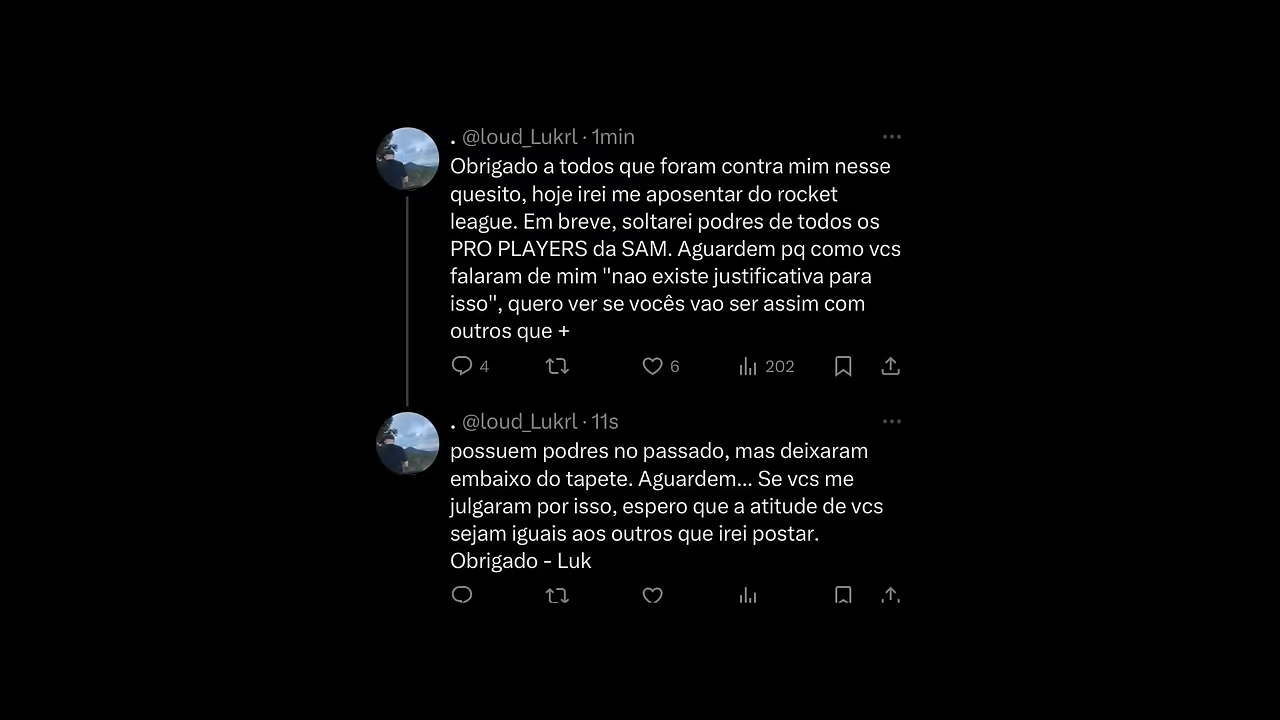 . @loud_Lukrl · 1min
Obrigado a todos que foram contra mim nesse
quesito, hoje irei me aposentar do rocket
league. Em breve, soltarei podres de todos os
PRO PLAYERS da SAM. Aguardem pq como vcs
falaram de mim "nao existe justificativa para
isso", quero ver se vocês vao ser assim com
outros que +
4 6 202
. @loud_Lukrl · 11s
possuem podres no passado, mas deixaram
embaixo do tapete. Aguardem... Se vcs me
julgaram por isso, espero que a atitude de vcs
sejam iguais aos outros que irei postar.
Obrigado - Luk